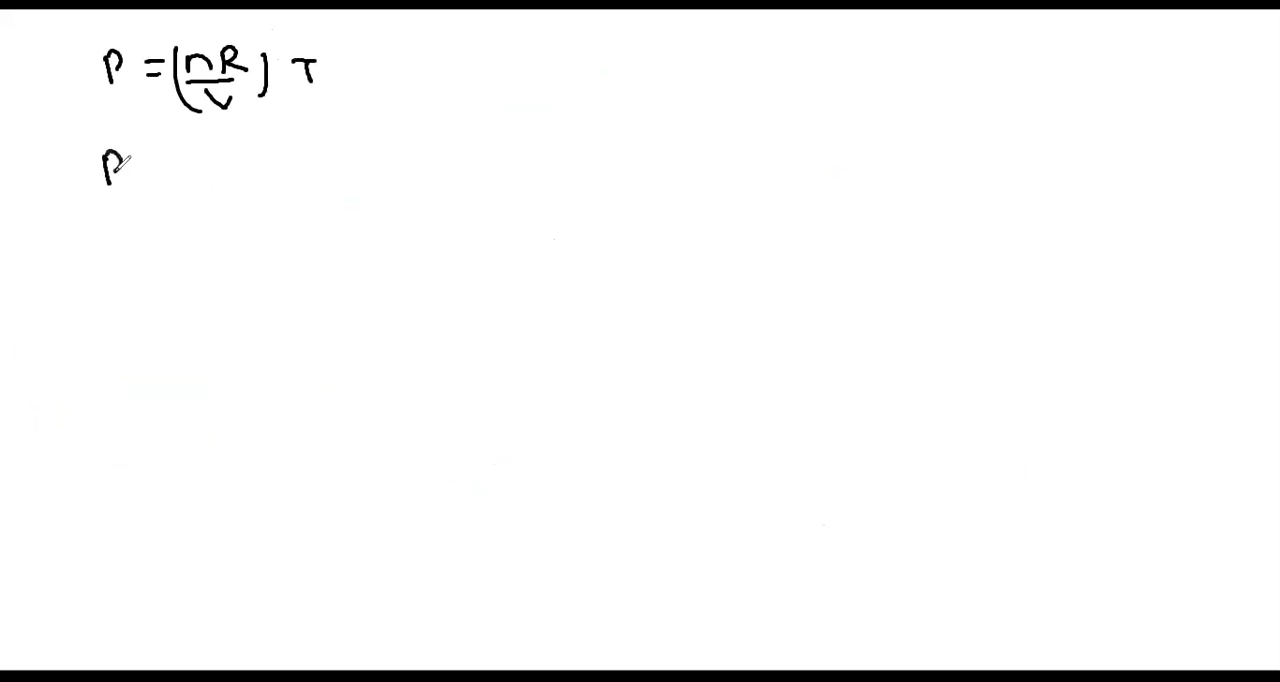 P = (nR/V) T
P